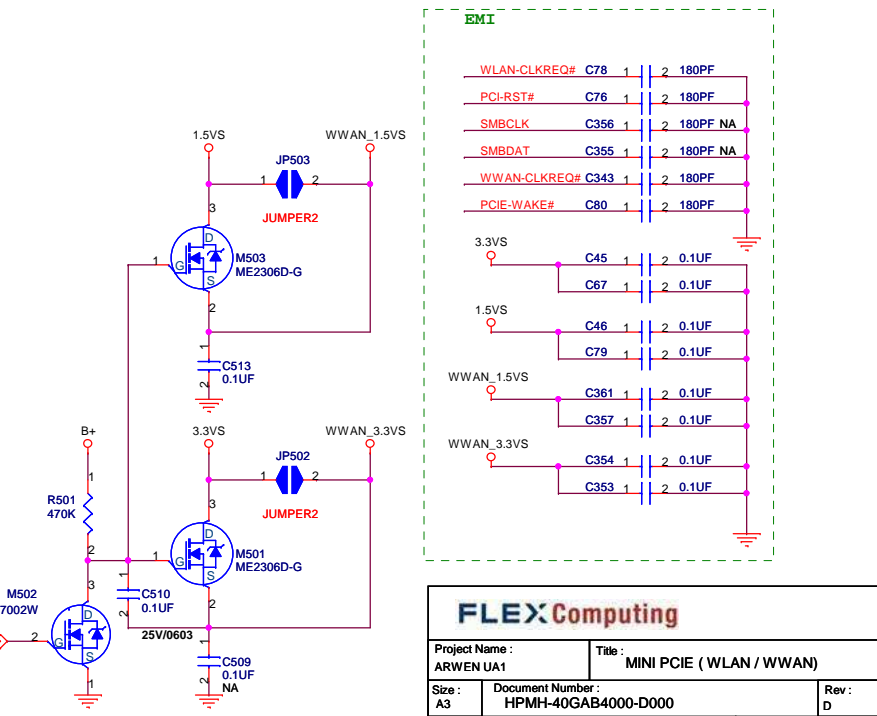 EMI
WLAN-CLKREQ# C78 1 2 180PF
PCI-RST# C76 1 2 180PF
SMBCLK C356 1 2 180PF NA
SMBDAT C355 1 2 180PF NA
WWAN-CLKREQ# C343 1 2 180PF
PCIE-WAKE# C80 1 2 180PF
3.3VS
C45 1 2 0.1UF
C67 1 2 0.1UF
1.5VS
C46 1 2 0.1UF
C79 1 2 0.1UF
WWAN_1.5VS
C361 1 2 0.1UF
C357 1 2 0.1UF
WWAN_3.3VS
C354 1 2 0.1UF
C353 1 2 0.1UF
1.5VS
WWAN_1.5VS
JP503
1 2
JUMPER2
3
D
M503
1
G
ME2306D-G
S
2
1
C513
2
0.1UF
B+
3.3VS
WWAN_3.3VS
JP502
1 2
JUMPER2
1
R501
470K
2
3
D
M501
1
G
ME2306D-G
S
2
1
C510
2
0.1UF
25V/0603
M502
7002W
3
D
2
G
S
1
1
C509
0.1UF
2
NA
FLEXComputing
Project Name :
ARWEN UA1
Title :
MINI PCIE ( WLAN / WWAN)
Size :
A3
Document Number :
HPMH-40GAB4000-D000
Rev :
D